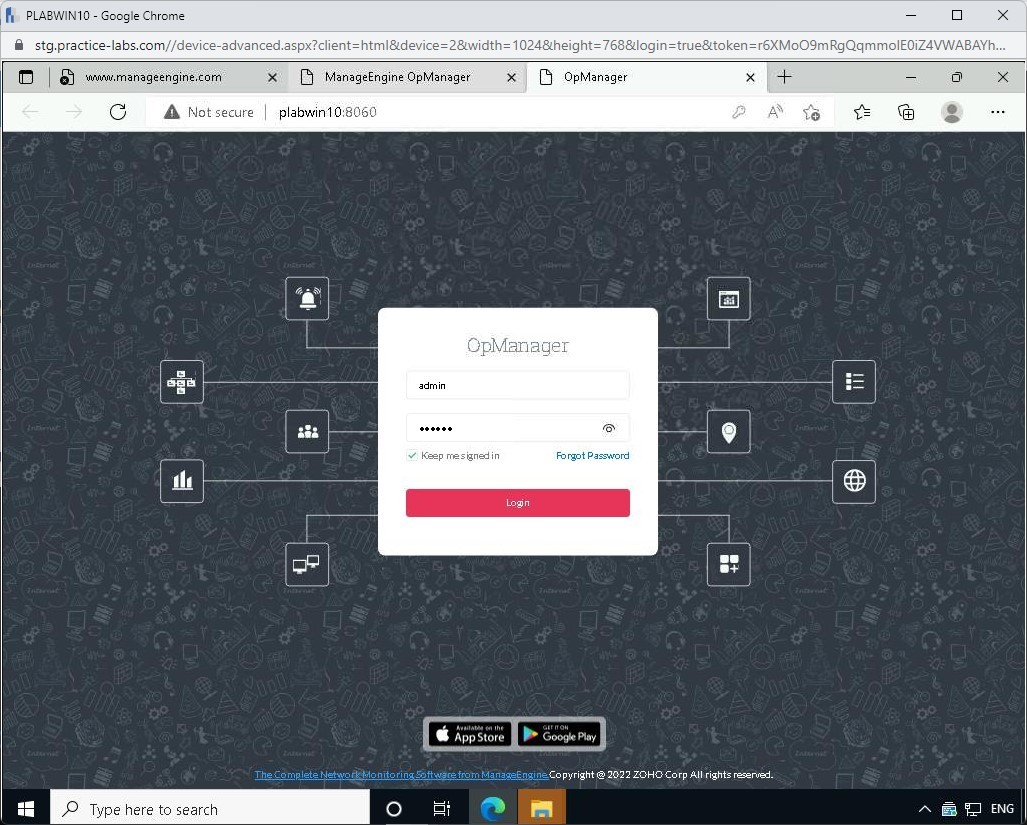 PLABWIN10 - Google Chrome
stg.practice-labs.com//device-advanced.aspx?client=html&device=2&width=1024&height=768&login=true&token=r6XMoO9mRgQqmmolE0iZ4VWABAYh...
www.manageengine.com
ManageEngine OpManager
OpManager
Not secure
plabwin10:8060
OpManager
admin
••••••
Keep me signed in
Forgot Password
Login
Available on the
App Store
GET IT ON
Google Play
The Complete Network Monitoring Software from ManageEngine.Copyright @ 2022 ZOHO Corp All rights reserved.
Type here to search
ENG